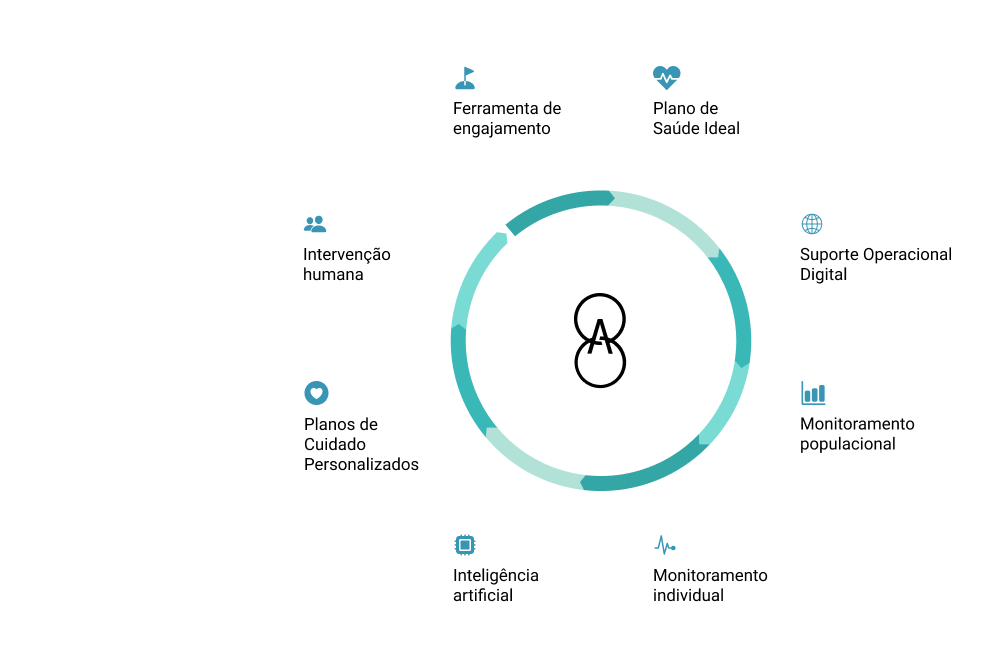 Ferramenta de
engajamento
Plano de
Saúde Ideal
Intervenção
humana
Suporte Operacional
Digital
A
Planos de
Cuidado
Personalizados
Monitoramento
populacional
Inteligência
artificial
Monitoramento
individual